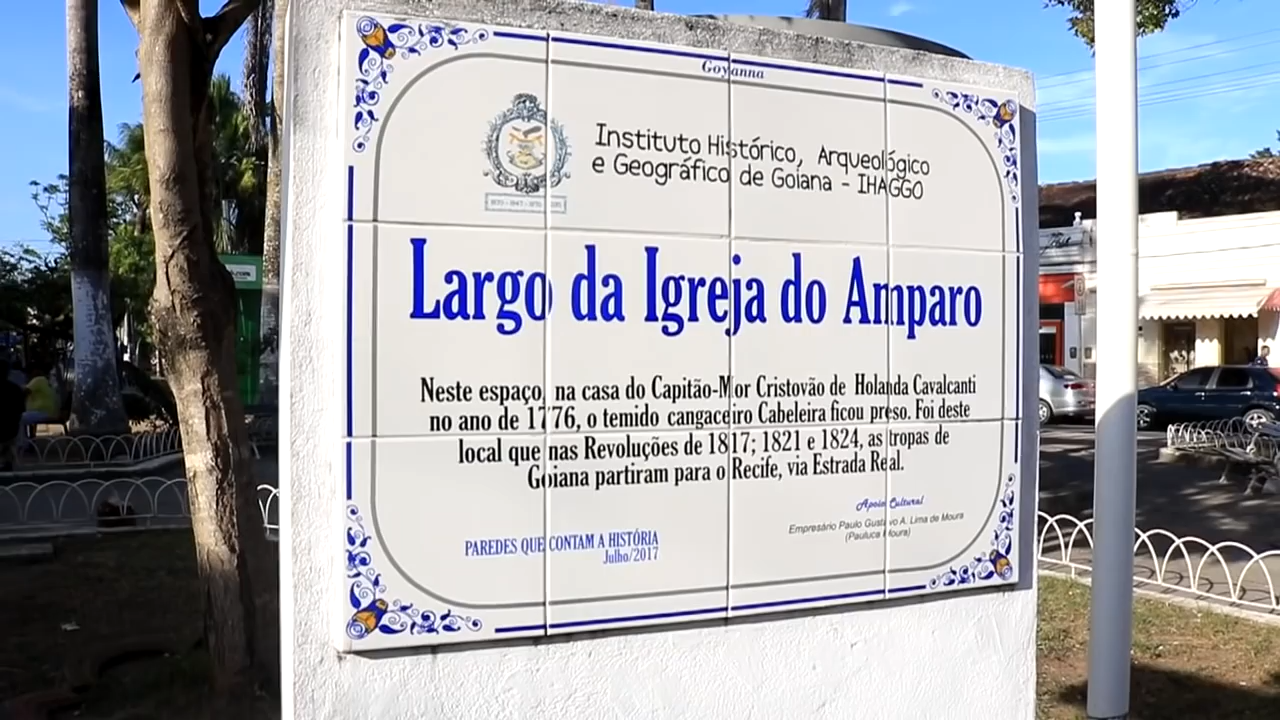 Goyanna
Instituto Histórico, Arqueológico
e Geográfico de Goiana - IHAGGO
Largo da Igreja do Amparo
Neste espaço, na casa do Capitão-Mor Cristovão de Holanda Cavalcanti
no ano de 1776, o temido cangaceiro Cabeleira ficou preso. Foi deste
local que nas Revoluções de 1817; 1821 e 1824, as tropas de
Goiana partiram para o Recife, via Estrada Real.
Apoio Cultural
Empresário Paulo Gustavo A. Lima de Moura
(Pauluca Moura)
PAREDES QUE CONTAM A HISTÓRIA
Julho/2017